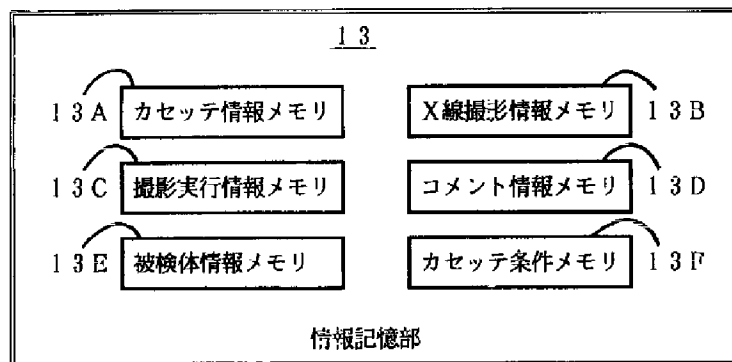 13
13A カセッテ情報メモリ X線撮形情報メモリ 13B
13C 撮影実行情報メモリ コメント情報メモリ 13D
13E 被検体情報メモリ カセッテ条件メモリ 13F
情報記憶部